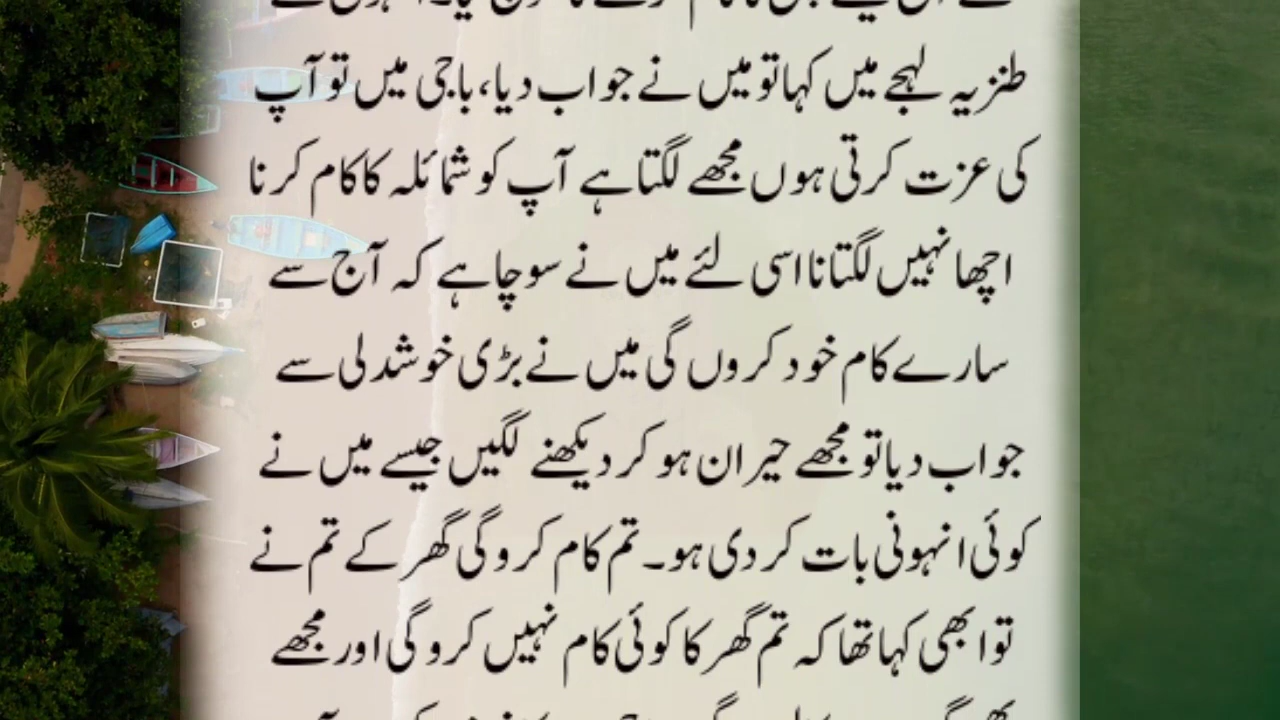 طنزیہ لہجے میں کہا تو میں نے جواب دیا، باجی میں تو آپ
کی عزت کرتی ہوں مجھے لگتا ہے آپ کو شمائلہ کا کام کرنا
اچھا نہیں لگتا نا اسی لئے میں نے سوچا ہے کہ آج سے
سارے کام خود کروں گی میں نے بڑی خوشدلی سے
جواب دیا تو مجھے حیران ہو کر دیکھنے لگیں جیسے میں نے
کوئی انہونی بات کر دی ہو۔ تم کام کرو گی گھر کے تم نے
تو ابھی کہا تھا کہ تم گھر کا کوئی کام نہیں کرو گی اور مجھے